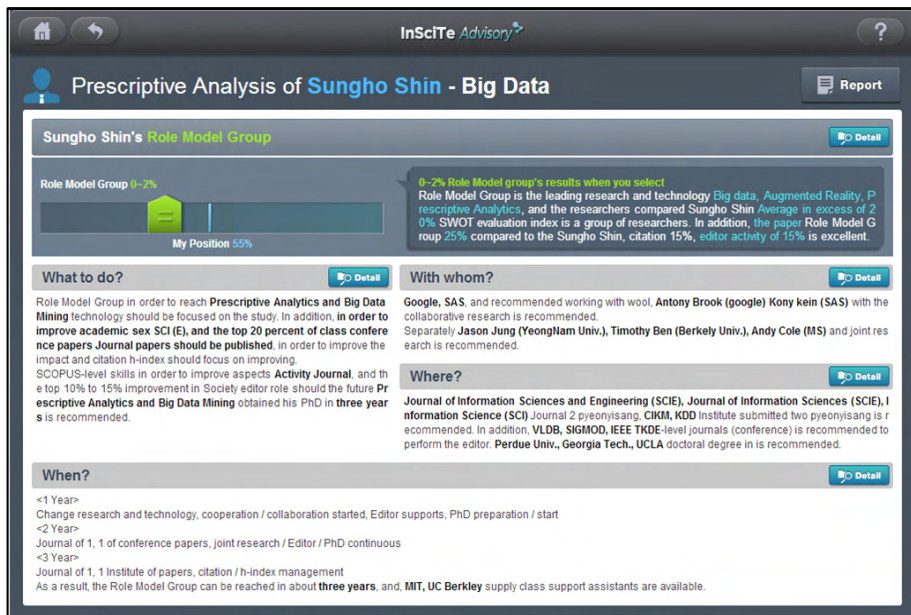 InSciTe Advisory
?
Prescriptive Analysis of Sungho Shin - Big Data
Report
Sungho Shin's Role Model Group
Detail
Role Model Group 0~2%
My Position 55%
0~2% Role Model group's results when you select
Role Model Group is the leading research and technology Big data, Augmented Reality, P
rescriptive Analytics, and the researchers compared Sungho Shin Average in excess of 2
0% SWOT evaluation index is a group of researchers. In addition, the paper Role Model G
roup 25% compared to the Sungho Shin, citation 15%, editor activity of 15% is excellent.
What to do?
Detail
Role Model Group in order to reach Prescriptive Analytics and Big Data
Mining technology should be focused on the study. In addition, in order to
improve academic sex SCI (E), and the top 20 percent of class confere
nce papers Journal papers should be published, in order to improve the
impact and citation h-index should focus on improving.
SCOPUS-level skills in order to improve aspects Activity Journal, and th
e top 10% to 15% improvement in Society editor role should the future Pr
escriptive Analytics and Big Data Mining obtained his PhD in three year
s is recommended.
With whom?
Detail
Google, SAS, and recommended working with wool, Antony Brook (google) Kony kein (SAS) with the
collaborative research is recommended.
Separately Jason Jung (YeongNam Univ.), Timothy Ben (Berkely Univ.), Andy Cole (MS) and joint res
earch is recommended.
Where?
Detail
Journal of Information Sciences and Engineering (SCIE), Journal of Information Sciences (SCIE), I
nformation Science (SCI) Journal 2 pyeonyisang, CIKM, KDD Institute submitted two pyeonyisang is r
ecommended. In addition, VLDB, SIGMOD, IEEE TKDE-level journals (conference) is recommended to
perform the editor. Perdue Univ., Georgia Tech., UCLA doctoral degree in is recommended.
When?
Detail
<1 Year>
Change research and technology, cooperation / collaboration started, Editor supports, PhD preparation / start
<2 Year>
Journal of 1, 1 of conference papers, joint research / Editor / PhD continuous
<3 Year>
Journal of 1, 1 Institute of papers, citation / h-index management
As a result, the Role Model Group can be reached in about three years, and, MIT, UC Berkley supply class support assistants are available.